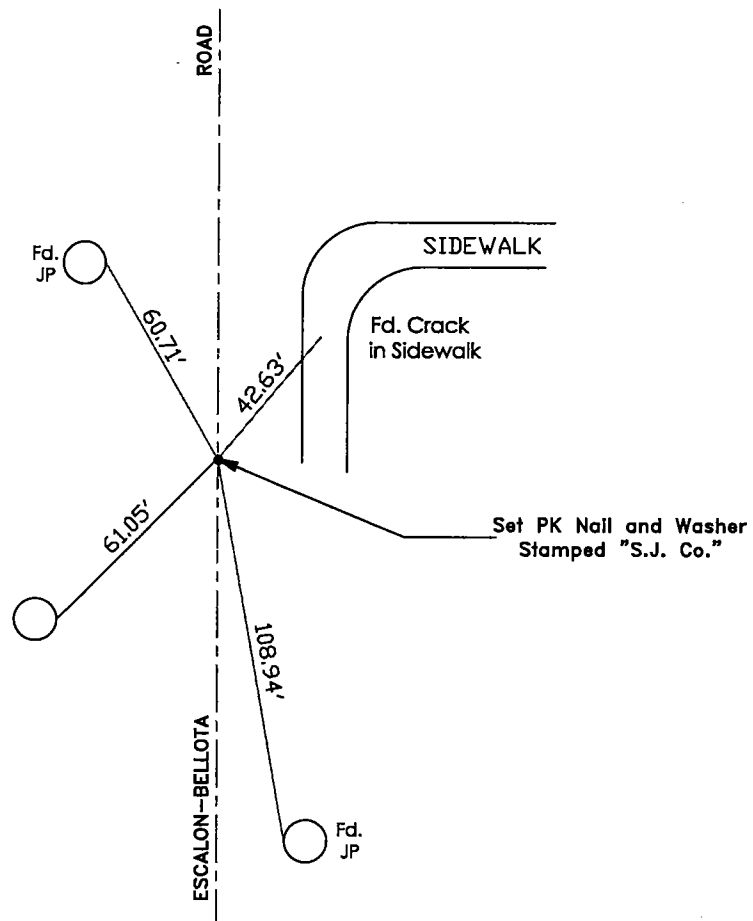 ROAD
Fd.
JP
SIDEWALK
60.71'
42.63'
Fd. Crack
in Sidewalk
61.05'
Set PK Nail and Washer
Stamped "S.J. Co."
108.94'
ESCALON-BELLOTA
Fd.
JP